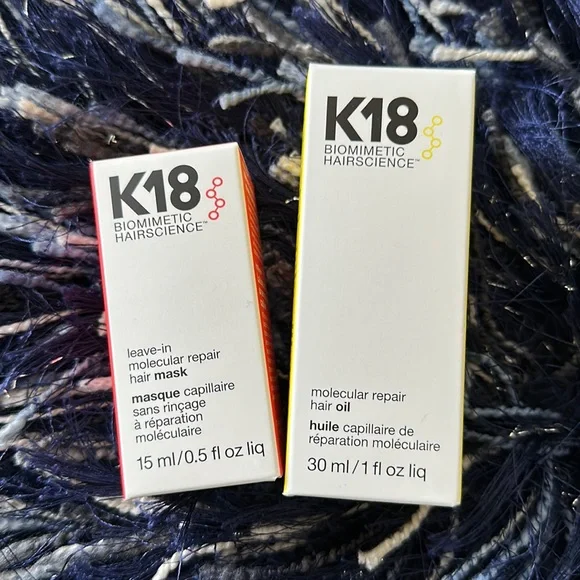 K18
BIOMIMETIC
HAIRSCIENCE™
leave-in
molecular repair
hair mask
masque capillaire
sans rinçage
à réparation
moléculaire
15 ml/0.5 fl oz liq
K18
BIOMIMETIC
HAIRSCIENCE™
molecular repair
hair oil
huile capillaire de
réparation moléculaire
30 ml/1 fl oz liq